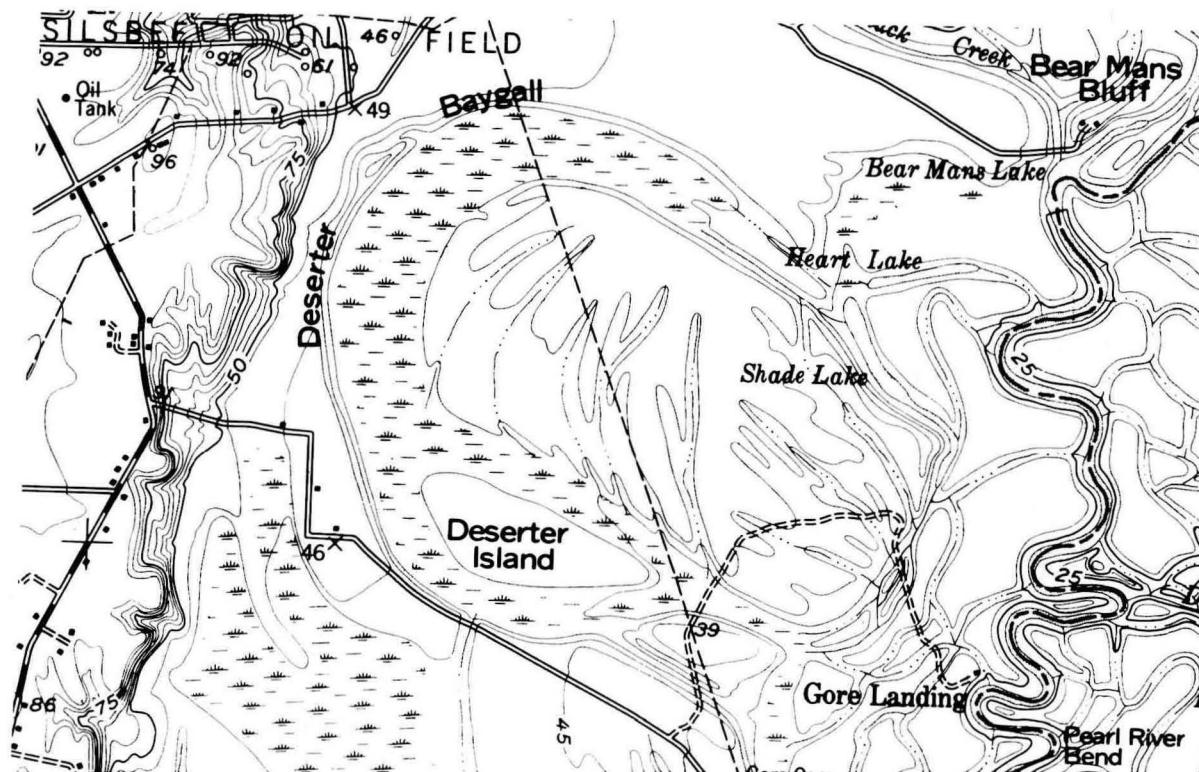 SILSBEE OIL FIELD
46
92
74
92
61
Oil
Tank
49
96
75
Baygall
Creek
Bear Mans
Bluff
Bear Mans Lake
Deserter
Heart Lake
50
25
Shade Lake
Deserter
Island
46
25
39
86
75
45
Gore Landing
Pearl River
Bend